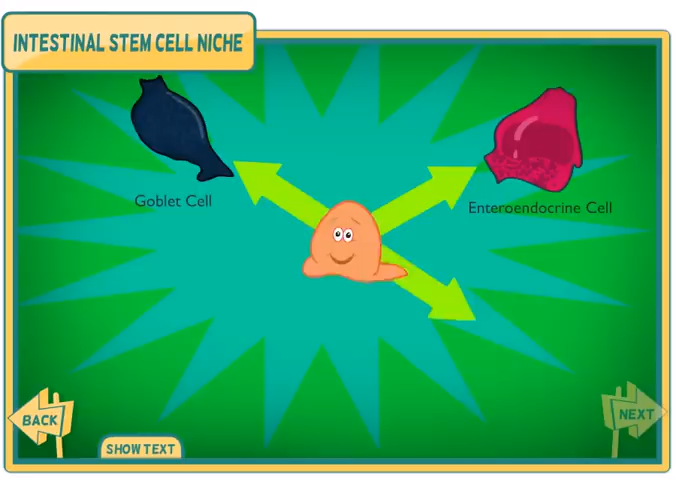 INTESTINAL STEM CELL NICHE
Goblet Cell
Enteroendocrine Cell
BACK
NEXT
SHOW TEXT